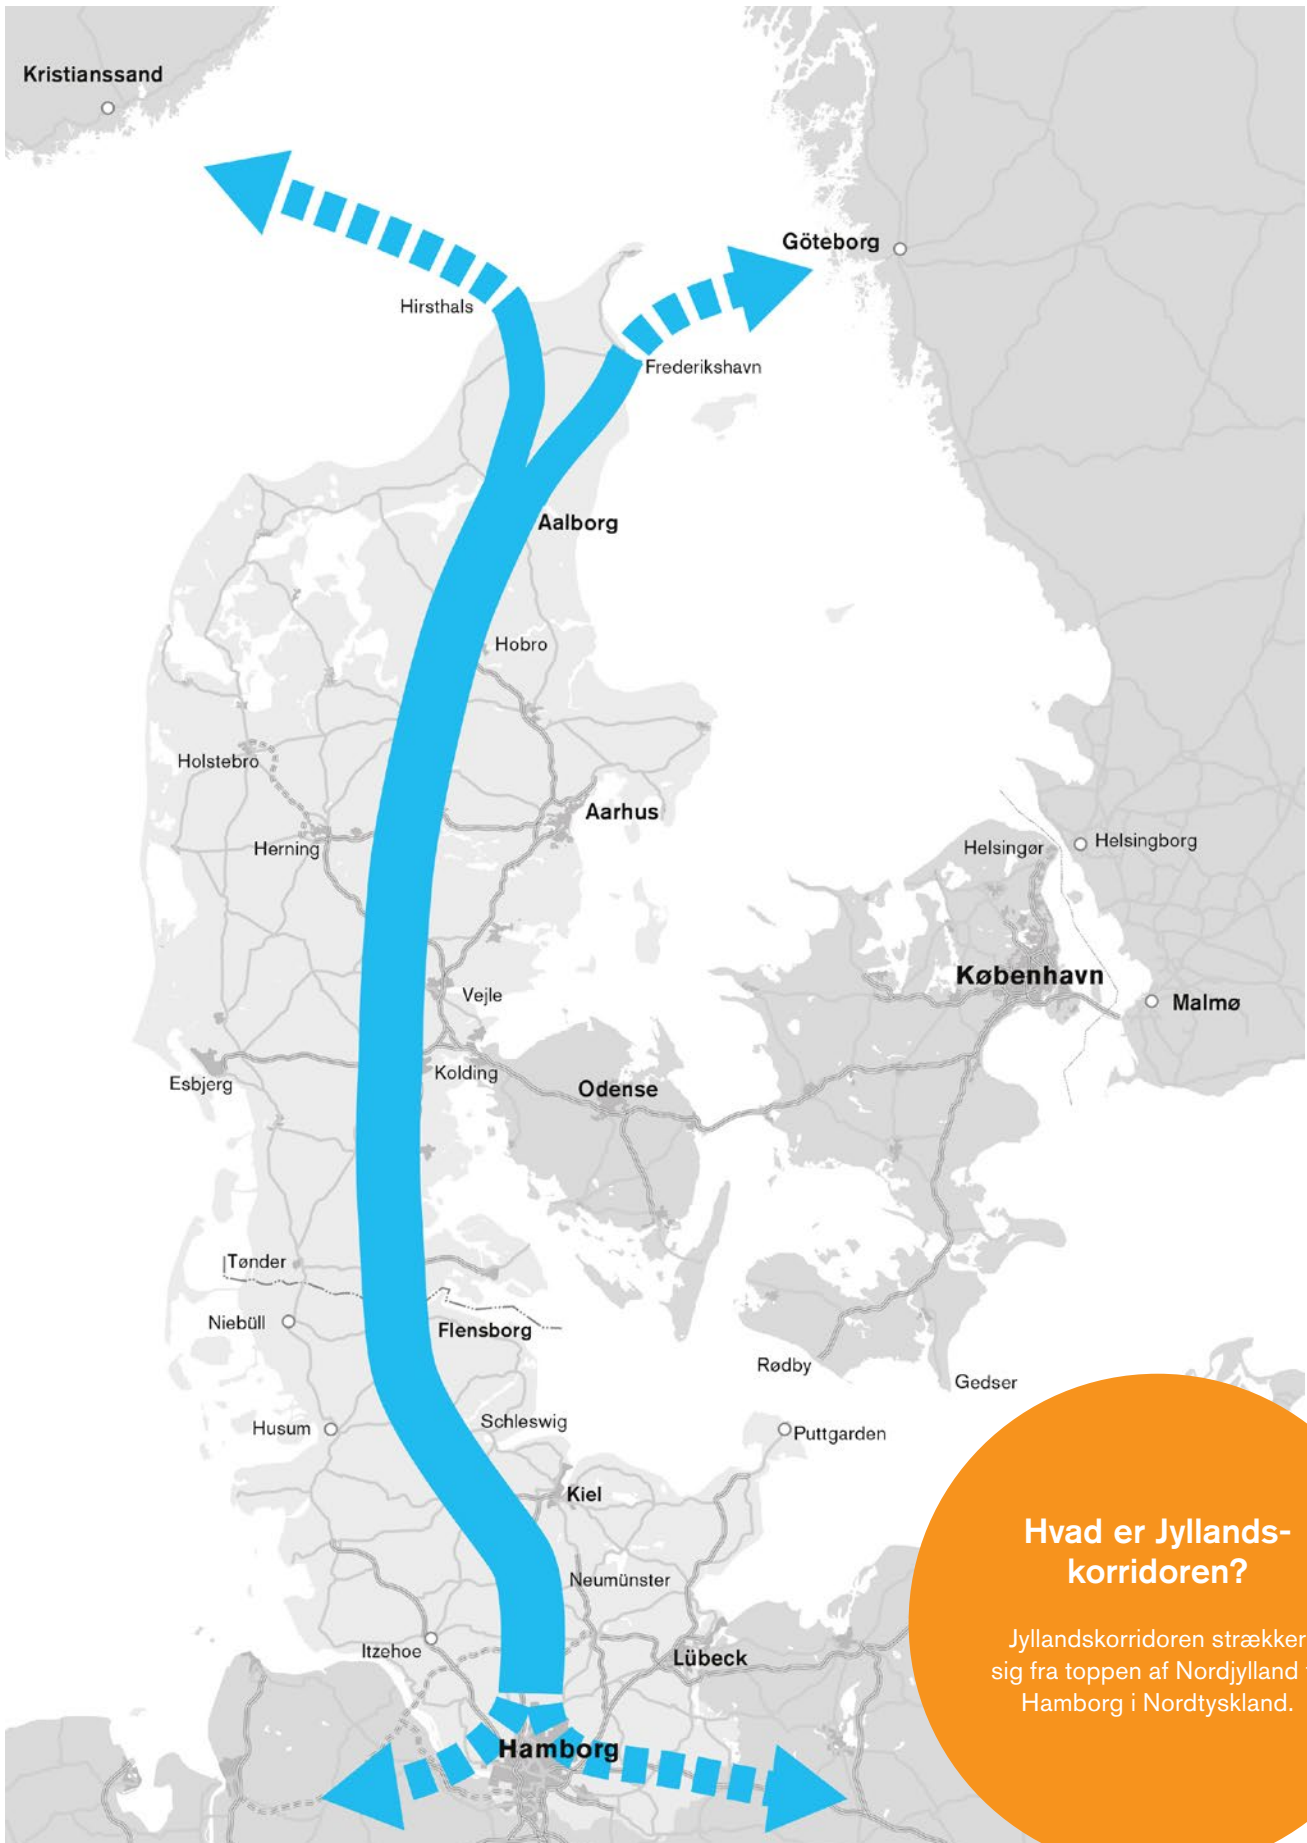 Kristianssand
Göteborg
Hirsthals
Frederikshavn
Aalborg
Hobro
Holstebro
Aarhus
Herning
Helsingør
Helsingborg
København
Vejle
Malmø
Kolding
Esbjerg
Odense
Tønder
Niebüll
Flensborg
Rødby
Gedser
Husum
Schleswig
Puttgarden
Kiel
Neumünster
Itzehoe
Lübeck
Hamborg
Hvad er Jyllands-
korridoren?
Jyllandskorridoren strækker
sig fra toppen af Nordjylland
Hamborg i Nordtyskland.